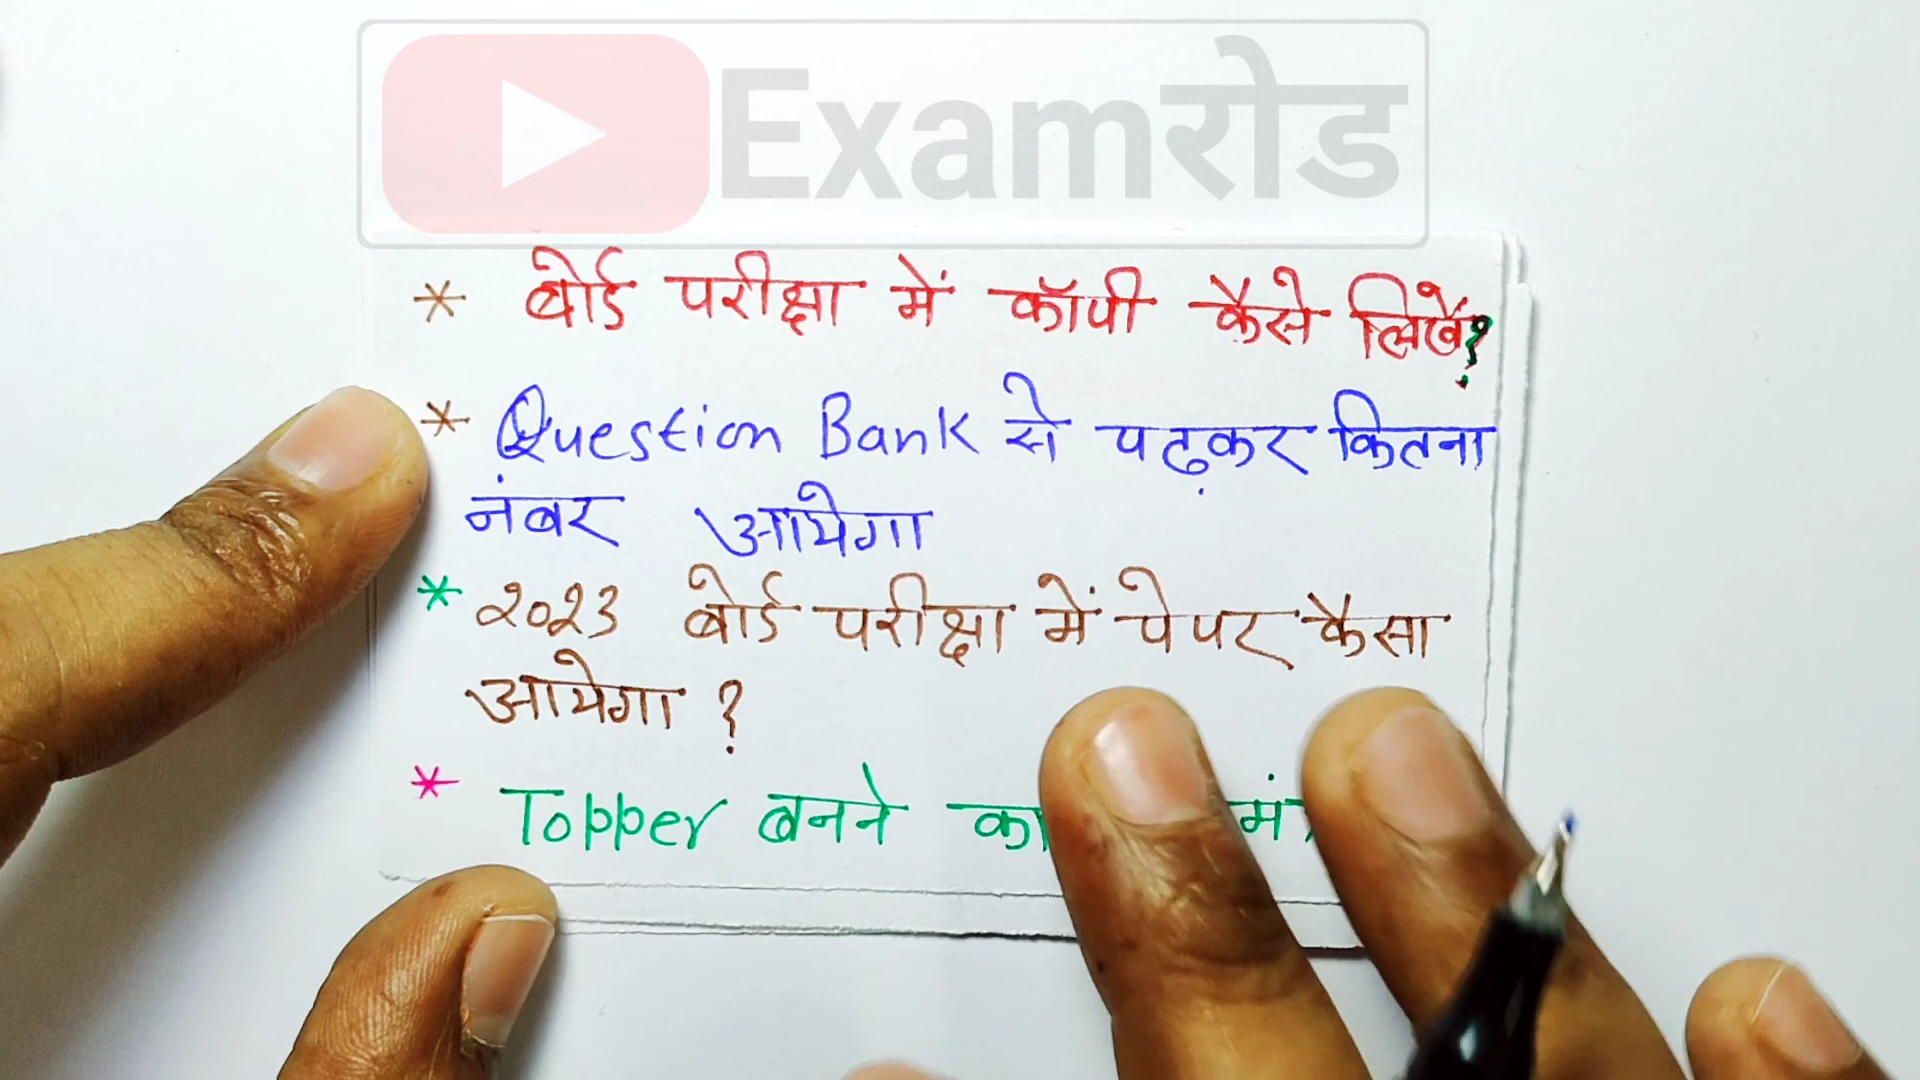 Examरोड
* बोर्ड परीक्षा में कॉपी कैसे लिखें?
* Question Bank से पढ़कर कितना
नंबर आयेगा
* 2023 बोर्ड परीक्षा में पेपर कैसा
आयेगा ?
* Topper बनने का